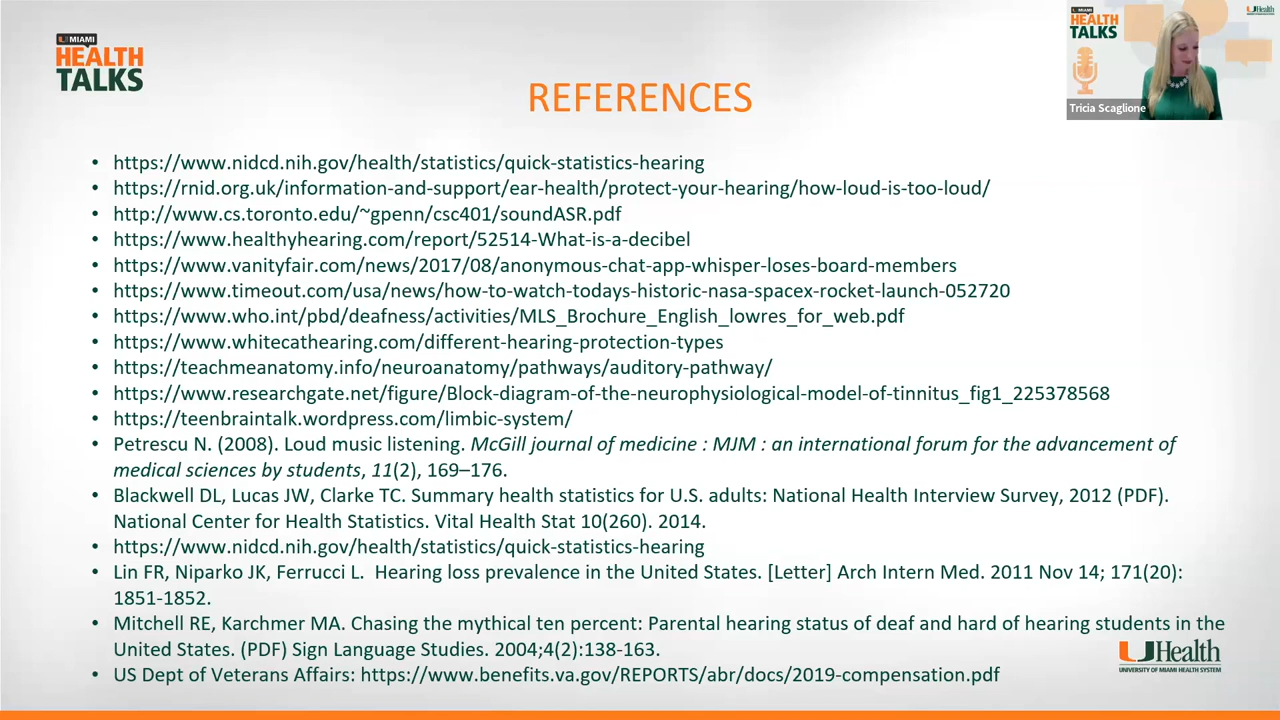 U MIAMI
HEALTH
TALKS
MIAMI
HEALTH
TALKS
UHealth
Tricia Scaglione
REFERENCES
• https://www.nidcd.nih.gov/health/statistics/quick-statistics-hearing
• https://rnid.org.uk/information-and-support/ear-health/protect-your-hearing/how-loud-is-too-loud/
• http://www.cs.toronto.edu/~gpenn/csc401/soundASR.pdf
• https://www.healthyhearing.com/report/52514-What-is-a-decibel
• https://www.vanityfair.com/news/2017/08/anonymous-chat-app-whisper-loses-board-members
• https://www.timeout.com/usa/news/how-to-watch-todays-historic-nasa-spacex-rocket-launch-052720
• https://www.who.int/pbd/deafness/activities/MLS_Brochure_English_lowres_for_web.pdf
• https://www.whitecathearing.com/different-hearing-protection-types
• https://teachmeanatomy.info/neuroanatomy/pathways/auditory-pathway/
• https://www.researchgate.net/figure/Block-diagram-of-the-neurophysiological-model-of-tinnitus_fig1_225378568
• https://teenbraintalk.wordpress.com/limbic-system/
• Petrescu N. (2008). Loud music listening. McGill journal of medicine : MJM : an international forum for the advancement of
medical sciences by students, 11(2), 169–176.
• Blackwell DL, Lucas JW, Clarke TC. Summary health statistics for U.S. adults: National Health Interview Survey, 2012 (PDF).
National Center for Health Statistics. Vital Health Stat 10(260). 2014.
• https://www.nidcd.nih.gov/health/statistics/quick-statistics-hearing
• Lin FR, Niparko JK, Ferrucci L. Hearing loss prevalence in the United States. [Letter] Arch Intern Med. 2011 Nov 14; 171(20):
1851-1852.
• Mitchell RE, Karchmer MA. Chasing the mythical ten percent: Parental hearing status of deaf and hard of hearing students in the
United States. (PDF) Sign Language Studies. 2004;4(2):138-163.
• US Dept of Veterans Affairs: https://www.benefits.va.gov/REPORTS/abr/docs/2019-compensation.pdf
UHealth
UNIVERSITY OF MIAMI HEALTH SYSTEM